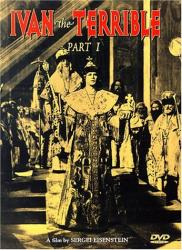 IVAN the TERRIBLE
PART I
A film by SERGEI EISENSTEIN
DVD